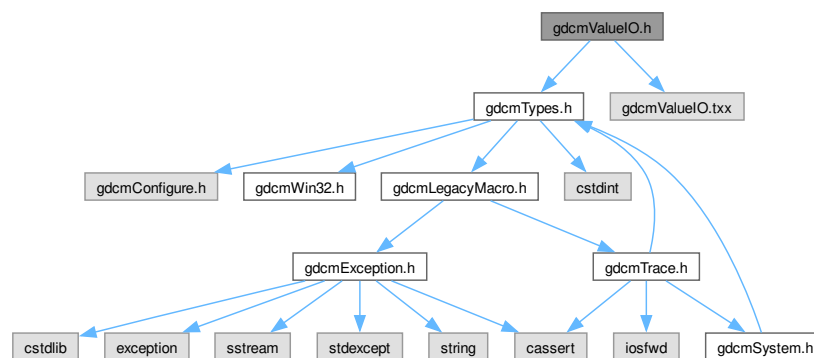 gdcmValueIO.h
gdcmTypes.h
gdcmValueIO.txx
gdcmConfigure.h
gdcmWin32.h
gdcmLegacyMacro.h
cstdint
gdcmException.h
gdcmTrace.h
cstdlib
exception
sstream
stdexcept
string
cassert
iosfwd
gdcmSystem.h